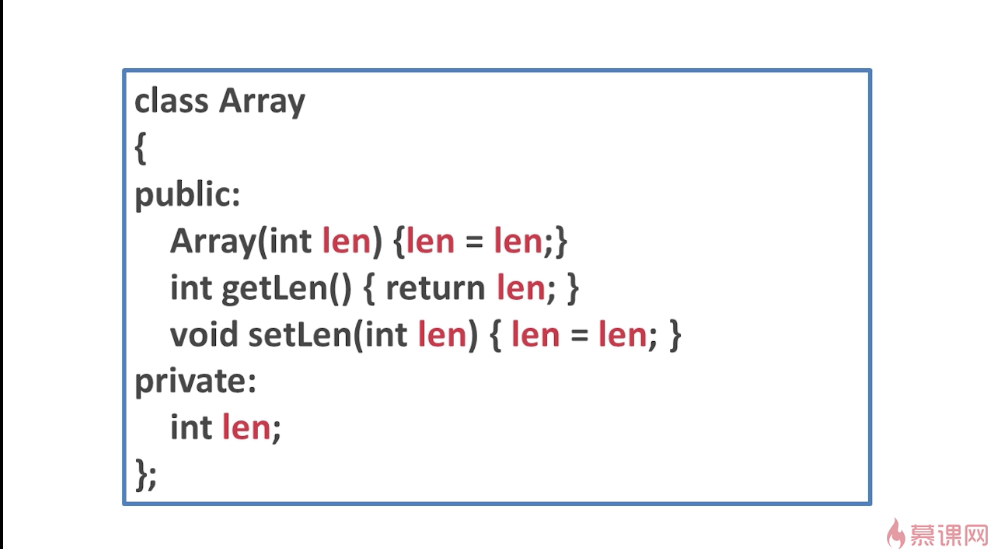 class Array
{
public:
Array(int len) {len = len;}
int getLen() { return len; }
void setLen(int len) { len = len; }
private:
int len;
};
慕课网